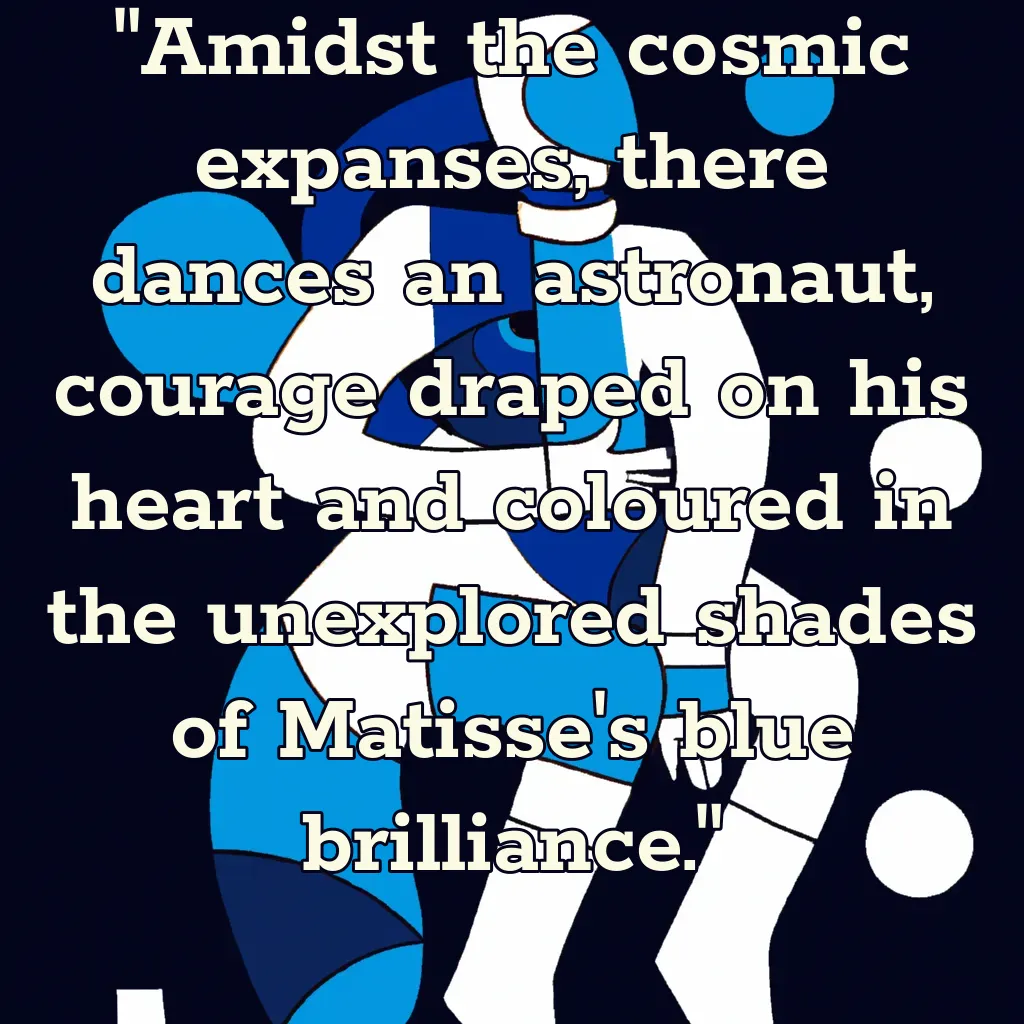 "Amidst the cosmic
expanses, there
dances an astronaut,
courage draped on his
heart and coloured in
the unexplored shades
of Matisse's blue
brilliance."